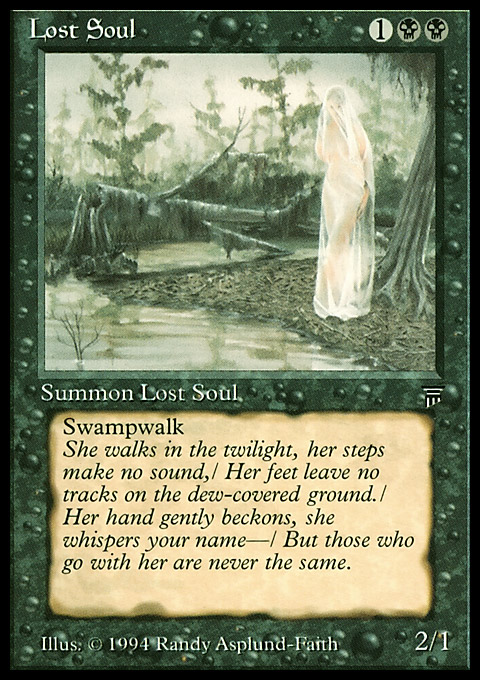 Lost Soul 1
Summon Lost Soul
Swampwalk
She walks in the twilight, her steps
make no sound,/ Her feet leave no
tracks on the dew-covered ground./
Her hand gently beckons, she
whispers your name—/ But those who
go with her are never the same.
Illus: © 1994 Randy Asplund-Faith 2/1